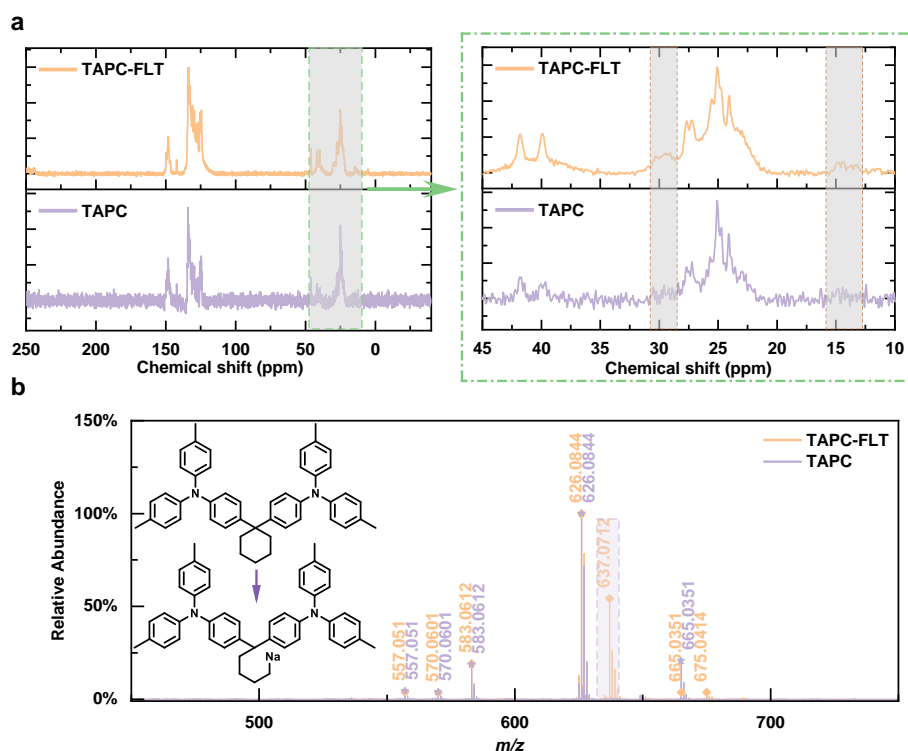 a
TAPC-FLT
TAPC
250 200 150 100 50 0
Chemical shift (ppm)
TAPC-FLT
TAPC
45 40 35 30 25 20 15 10
Chemical shift (ppm)
b
150%
100%
50%
0%
Relative Abundance
TAPC-FLT
TAPC
N N
N N
Na
557.051
557.051
570.0601
570.0601
583.0612
583.0612
626.0844
626.0844
637.0712
665.0351
665.0351
675.0414
500 600 700
m/z